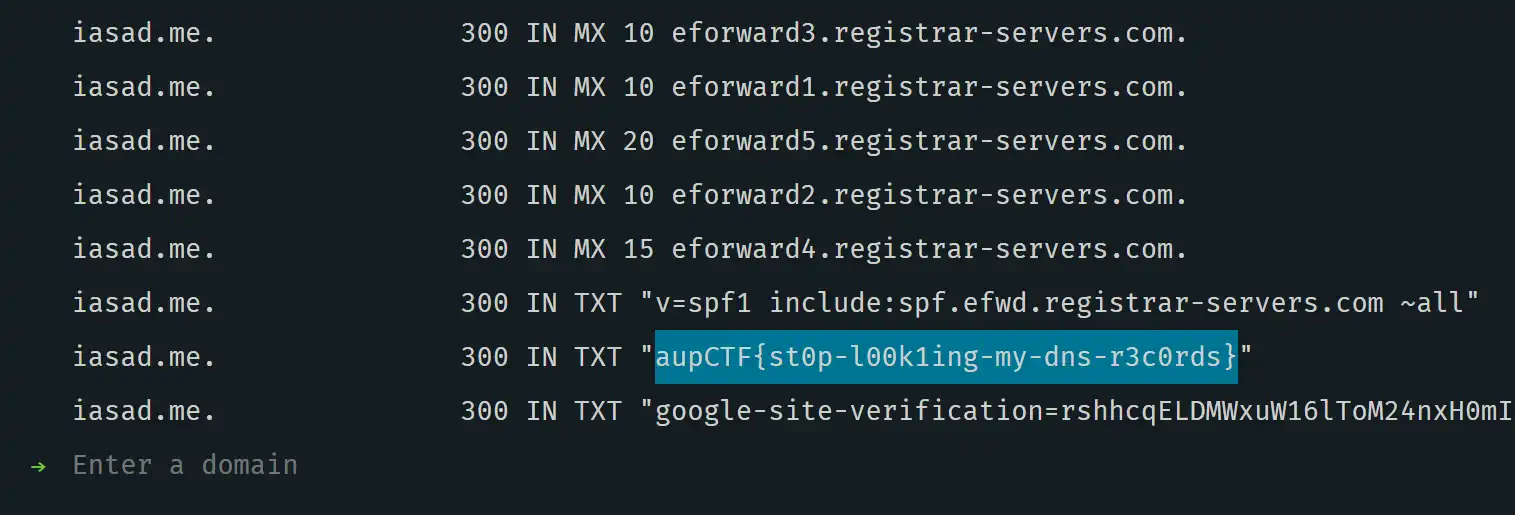 iasad.me. 300 IN MX 10 eforward3.registrar-servers.com.
iasad.me. 300 IN MX 10 eforward1.registrar-servers.com.
iasad.me. 300 IN MX 20 eforward5.registrar-servers.com.
iasad.me. 300 IN MX 10 eforward2.registrar-servers.com.
iasad.me. 300 IN MX 15 eforward4.registrar-servers.com.
iasad.me. 300 IN TXT "v=spf1 include:spf.efwd.registrar-servers.com ~all"
iasad.me. 300 IN TXT "aupCTF{st0p-l00k1ing-my-dns-r3c0rds}"
iasad.me. 300 IN TXT "google-site-verification=rshhcqELDMWxuW16lToM24nxH0mI
→ Enter a domain